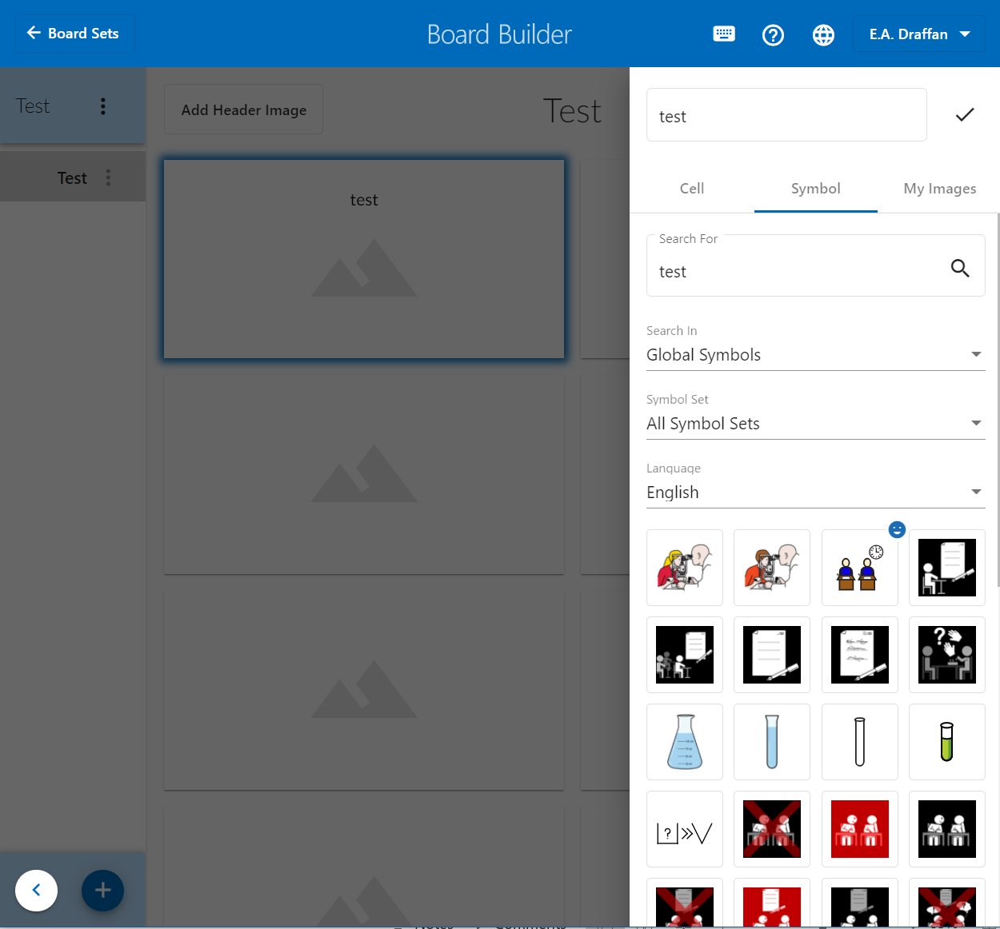 Board Sets
Board Builder
E.A. Draffan
Test
Test
Add Header Image
Test
test
test
Cell
Symbol
My Images
Search For
test
Search In
Global Symbols
Symbol Set
All Symbol Sets
Language
English